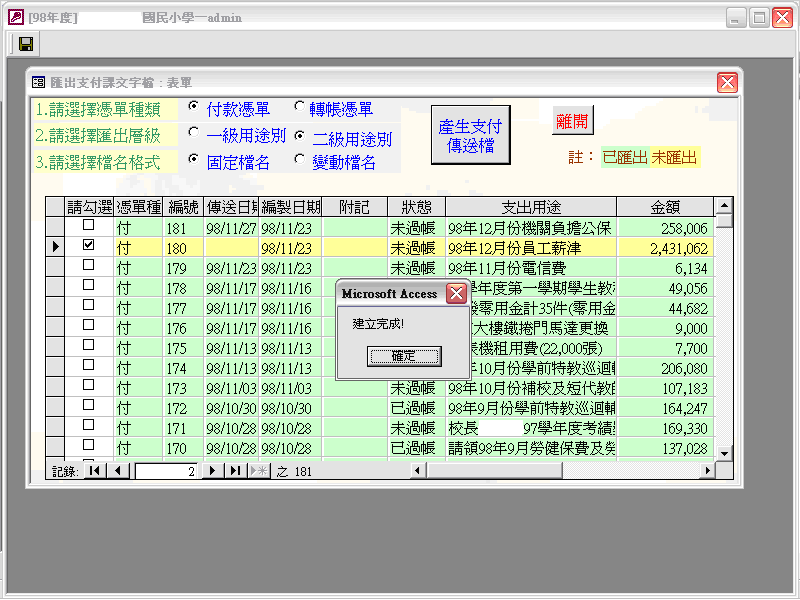 [98年度] 國民小學—admin
匯出支付課文字檔：表單
1.請選擇憑單種類 付款憑單 轉帳憑單
2.請選擇匯出層級 一級用途別 二級用途別
3.請選擇檔名格式 固定檔名 變動檔名
產生支付
傳送檔
離開
註： 已匯出 未匯出
請勾選 憑單種 編號 傳送日期 編製日期 附記 狀態 支出用途 金額
付 181 98/11/27 98/11/23 未過帳 98年12月份機關負擔公保 258,006
付 180 98/11/23 未過帳 98年12月份員工薪津 2,431,062
付 179 98/11/23 98/11/23 未過帳 98年11月份電信費 6,134
付 178 98/11/17 98/11/16 學年度第一學期學生教 49,056
付 177 98/11/17 98/11/16 零用金計35件(零用金 44,682
付 176 98/11/17 98/11/16 大樓鐵捲門馬達更換 9,000
付 175 98/11/13 98/11/13 機租用費(22,000張) 7,700
付 174 98/11/13 98/11/13 年10月份學前特教巡迴輔 206,080
付 173 98/11/03 98/11/03 未過帳 98年10月份補校及短代教師 107,183
付 172 98/10/30 98/10/30 已過帳 98年9月份學前特教巡迴輔 164,247
付 171 98/10/28 98/10/28 未過帳 校長 97學年度考績 169,330
付 170 98/10/28 98/10/28 已過帳 請領98年9月勞健保費及勞 137,028
Microsoft Access
建立完成!
確定
記錄: 2 之 181